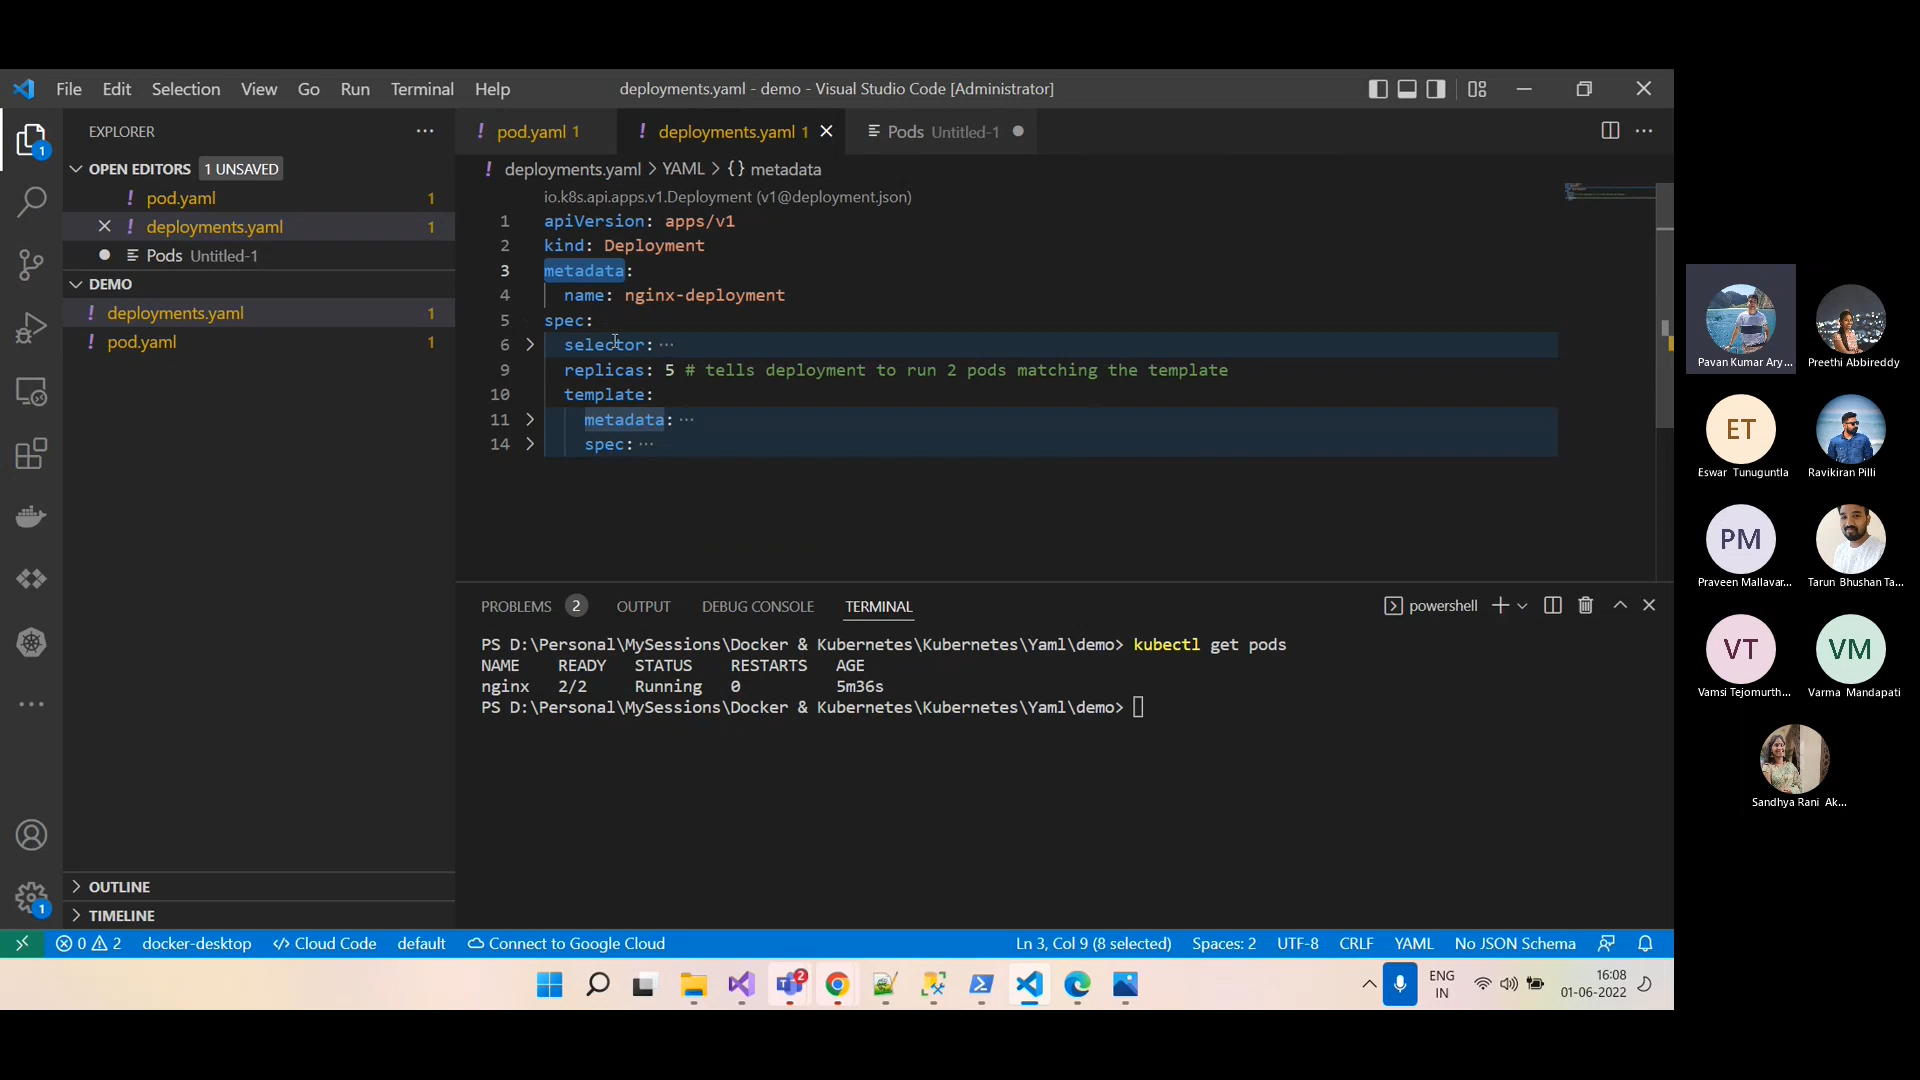 File Edit Selection View Go Run Terminal Help
deployments.yaml - demo - Visual Studio Code [Administrator]
EXPLORER
OPEN EDITORS 1 UNSAVED
pod.yaml 1
deployments.yaml 1
Pods Untitled-1
DEMO
deployments.yaml 1
pod.yaml 1
OUTLINE
TIMELINE
pod.yaml 1
deployments.yaml 1
Pods Untitled-1
deployments.yaml > YAML > {} metadata
io.k8s.api.apps.v1.Deployment (v1@deployment.json)
1 apiVersion: apps/v1
2 kind: Deployment
3 metadata:
4 name: nginx-deployment
5 spec:
6 selector: ...
9 replicas: 5 # tells deployment to run 2 pods matching the template
10 template:
11 metadata: ...
14 spec: ...
PROBLEMS 2 OUTPUT DEBUG CONSOLE TERMINAL
powershell
PS D:\Personal\MySessions\Docker & Kubernetes\Kubernetes\Yaml\demo> kubectl get pods
NAME READY STATUS RESTARTS AGE
nginx 2/2 Running 0 5m36s
PS D:\Personal\MySessions\Docker & Kubernetes\Kubernetes\Yaml\demo>
1
1
0 2 docker-desktop </> Cloud Code default Connect to Google Cloud
Ln 3, Col 9 (8 selected) Spaces: 2 UTF-8 CRLF YAML No JSON Schema
2
ENG
IN
16:08
01-06-2022
Pavan Kumar Ary...
Preethi Abbireddy
ET
Eswar Tunuguntla
Ravikiran Pilli
PM
Praveen Mallavar...
Tarun Bhushan Ta...
VT
Vamsi Tejomurth...
VM
Varma Mandapati
Sandhya Rani Ak...